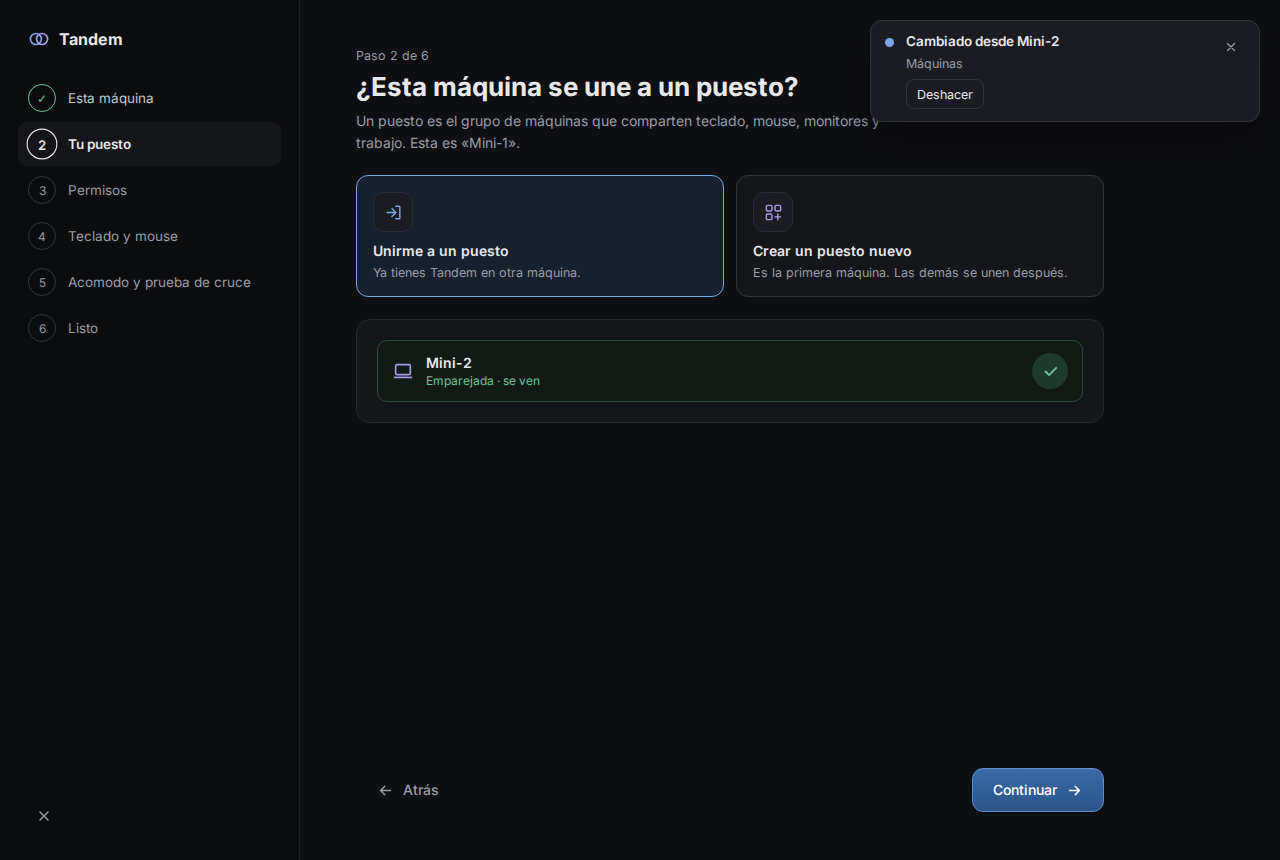 Tandem
✓ Esta máquina
2 Tu puesto
3 Permisos
4 Teclado y mouse
5 Acomodo y prueba de cruce
6 Listo
Paso 2 de 6
¿Esta máquina se une a un puesto?
Un puesto es el grupo de máquinas que comparten teclado, mouse, monitores y
trabajo. Esta es «Mini-1».
Cambiado desde Mini-2
Máquinas
Deshacer
Unirme a un puesto
Ya tienes Tandem en otra máquina.
Crear un puesto nuevo
Es la primera máquina. Las demás se unen después.
Mini-2
Emparejada · se ven
Atrás
Continuar